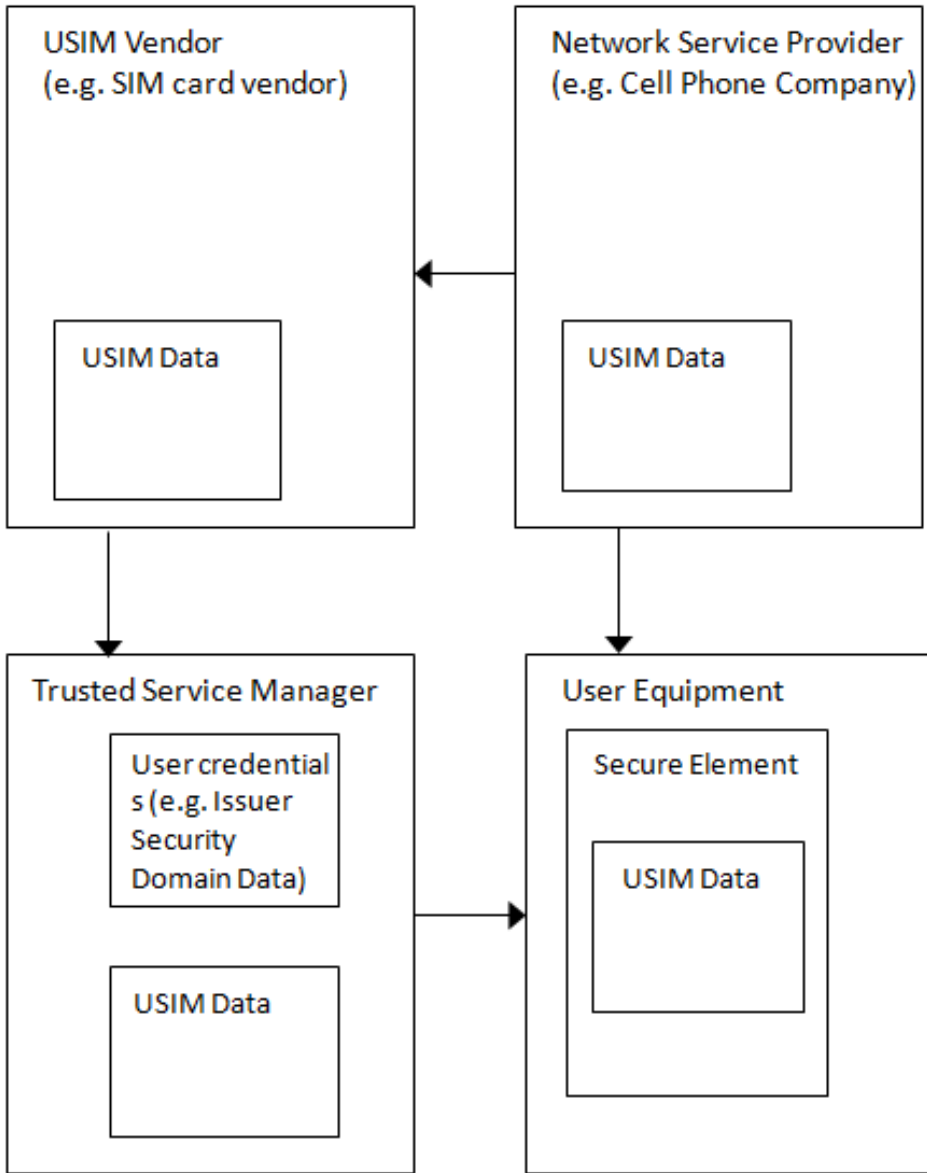 USIM Vendor
(e.g. SIM card vendor)
USIM Data
Network Service Provider
(e.g. Cell Phone Company)
USIM Data
Trusted Service Manager
User credential
s (e.g. Issuer
Security
Domain Data)
USIM Data
User Equipment
Secure Element
USIM Data